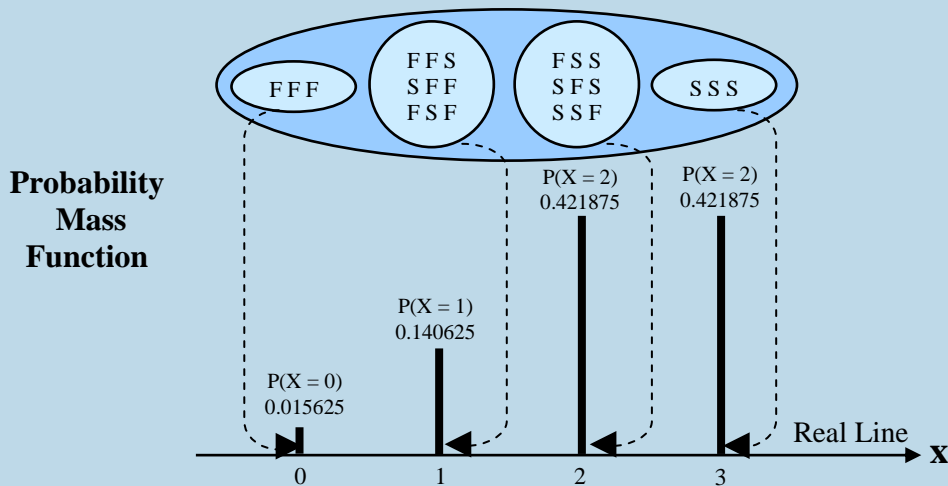 F F F
F F S
S F F
F S F
F S S
S F S
S S F
S S S
Probability
Mass
Function
P(X = 0)
0.015625
P(X = 1)
0.140625
P(X = 2)
0.421875
P(X = 2)
0.421875
Real Line
X
0 1 2 3